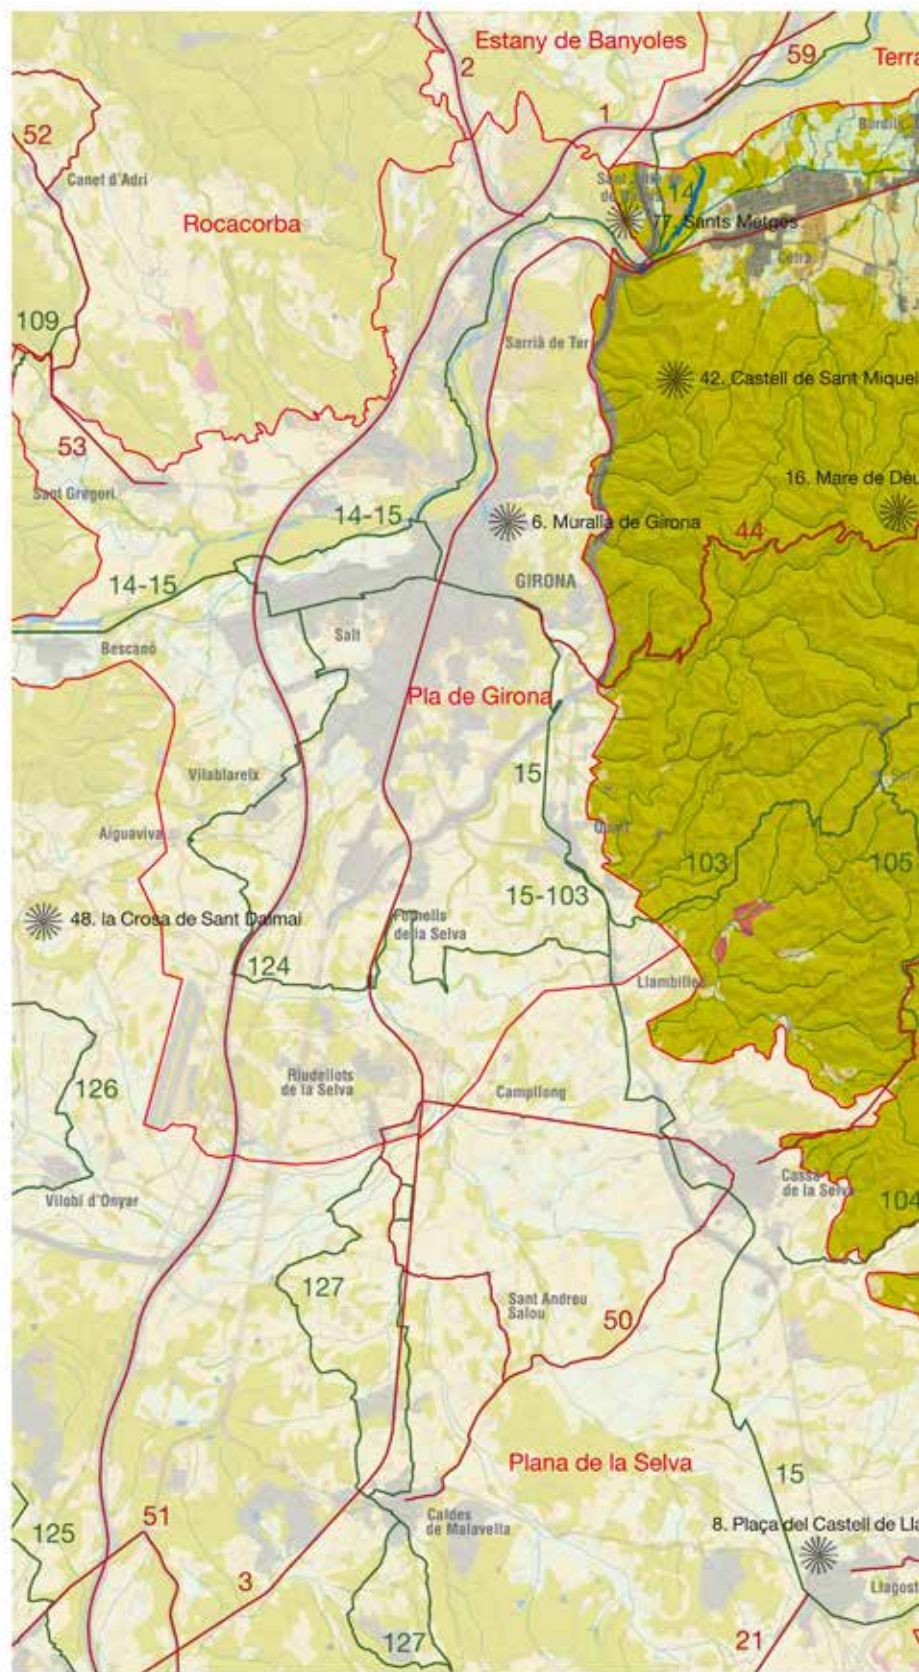 Estany de Banyoles
59
2
Terra
1
52
Bordils
Canet d'Adri
Sant
de
14
Rocacorba
77. Sants Metges
Celrà
109
Sarrià de Ter
42. Castell de Sant Miquel
53
16. Mare de Déu
Sant Gregori
14-15
6. Muralla de Girona
44
14-15
GIRONA
Salt
Bescanó
Pla de Girona
15
Vilablareix
Quart
Aiguaviva
103
105
15-103
48. la Crosa de Sant Dalmai
Fornells
de la Selva
124
Llambilles
Riudellots
de la Selva
Campllong
126
Cassà
de la Selva
Vilobí d'Onyar
104
127
Sant Andreu
Salou
50
Plana de la Selva
15
51
Caldes
de Malavella
8. Plaça del Castell de Lla
125
3
Llagost
127
21